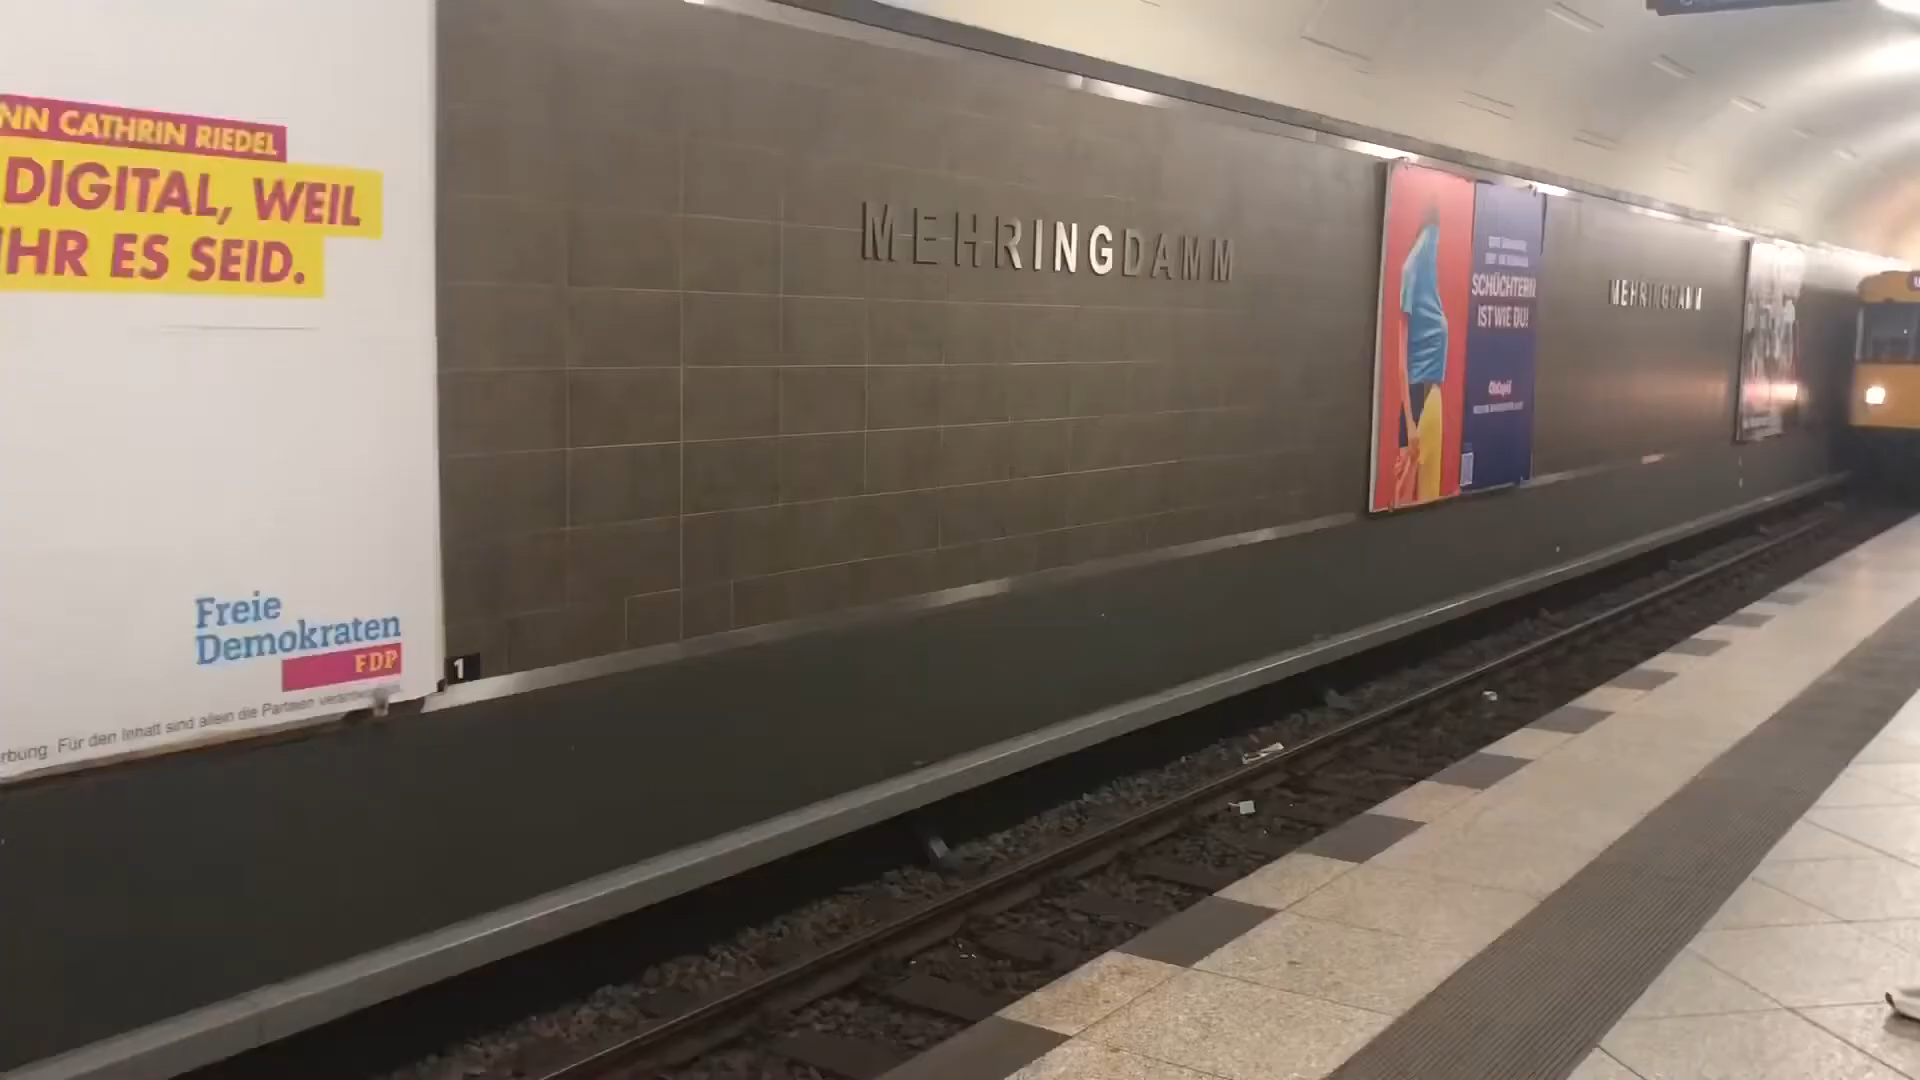 NN CATHRIN RIEDEL
DIGITAL, WEIL
IHR ES SEID.
Freie
Demokraten
FDP
rbung. Für den Inhalt sind allein die Parteien
1
MEHRINGDAMM
SCHÜCHTERN
IST WIE DU!
MEHRINGDAMM